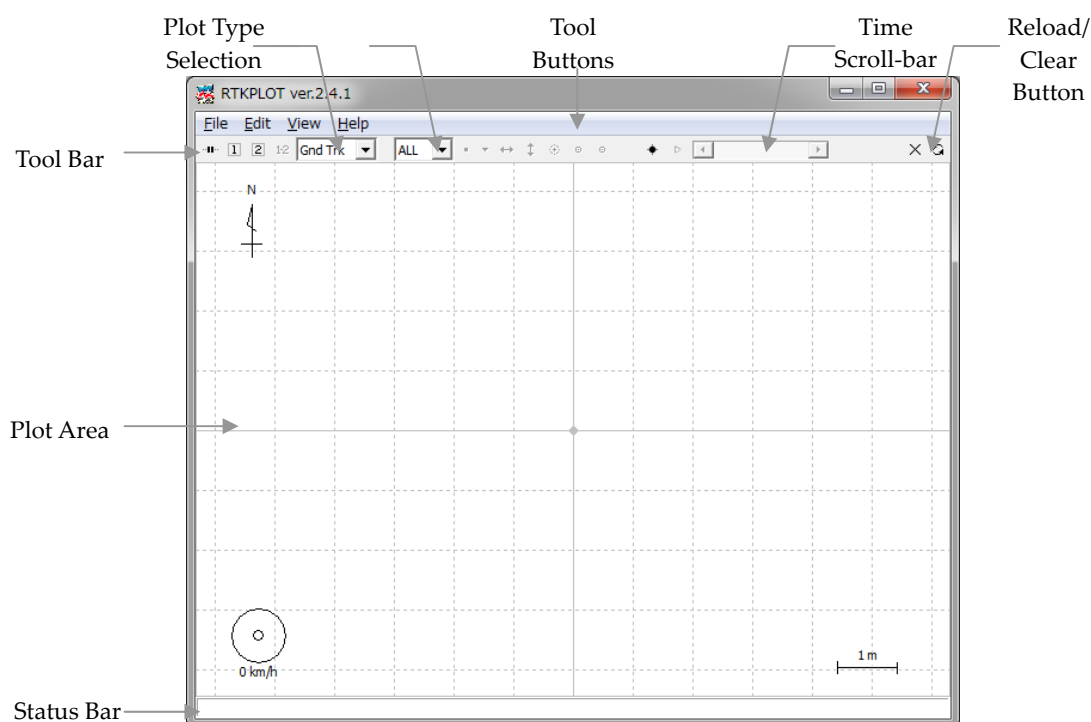 Plot Type
Selection
Tool
Buttons
Time
Scroll-bar
Reload/
Clear
Button
RTKPLOT ver.2.4.1
File Edit View Help
Tool Bar
1 2 1-2 Gnd Trk ALL
N
Plot Area
0 km/h
1 m
Status Bar